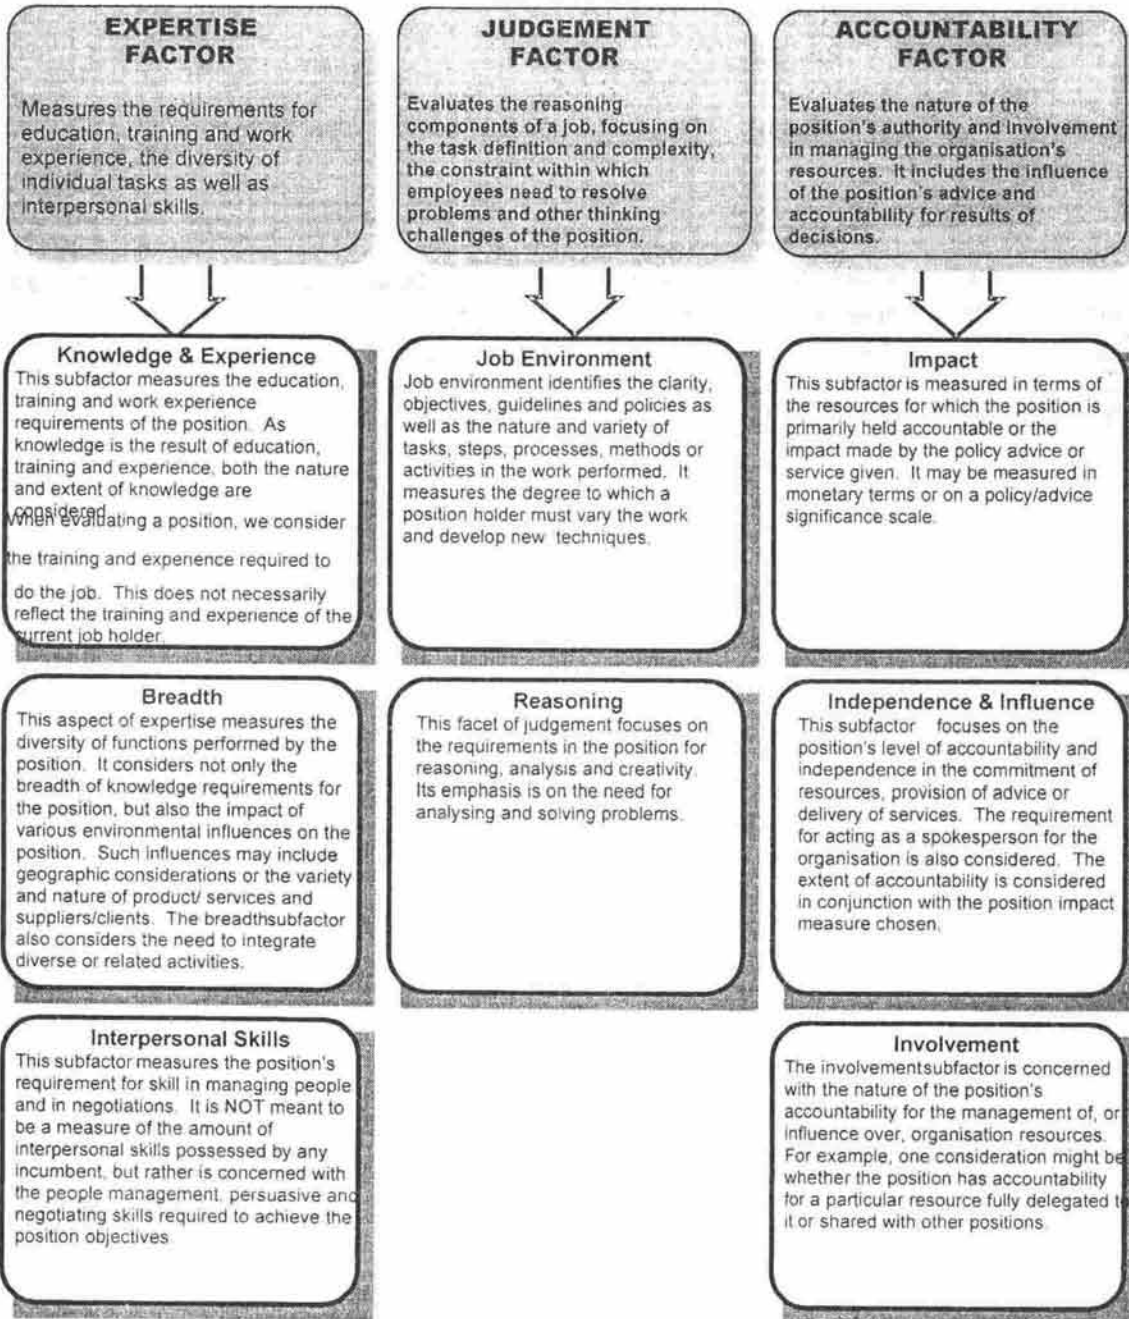 EXPERTISE
FACTOR
Measures the requirements for
education, training and work
experience, the diversity of
individual tasks as well as
interpersonal skills.
JUDGEMENT
FACTOR
Evaluates the reasoning
components of a job, focusing on
the task definition and complexity,
the constraint within which
employees need to resolve
problems and other thinking
challenges of the position.
ACCOUNTABILITY
FACTOR
Evaluates the nature of the
position's authority and involvement
in managing the organisation's
resources. It includes the influence
of the position's advice and
accountability for results of
decisions.
Knowledge & Experience
This subfactor measures the education,
training and work experience
requirements of the position. As
knowledge is the result of education,
training and experience, both the nature
and extent of knowledge are
considered
When evaluating a position, we consider
the training and experience required to
do the job. This does not necessarily
reflect the training and experience of the
current job holder.
Job Environment
Job environment identifies the clarity,
objectives, guidelines and policies as
well as the nature and variety of
tasks, steps, processes, methods or
activities in the work performed. It
measures the degree to which a
position holder must vary the work
and develop new techniques.
Impact
This subfactor is measured in terms of
the resources for which the position is
primarily held accountable or the
impact made by the policy advice or
service given. It may be measured in
monetary terms or on a policy/advice
significance scale.
Breadth
This aspect of expertise measures the
diversity of functions performed by the
position. It considers not only the
breadth of knowledge requirements for
the position, but also the impact of
various environmental influences on the
position. Such influences may include
geographic considerations or the variety
and nature of product/ services and
suppliers/clients. The breadthsubfactor
also considers the need to integrate
diverse or related activities.
Reasoning
This facet of judgement focuses on
the requirements in the position for
reasoning, analysis and creativity.
Its emphasis is on the need for
analysing and solving problems.
Independence & Influence
This subfactor focuses on the
position's level of accountability and
independence in the commitment of
resources, provision of advice or
delivery of services. The requirement
for acting as a spokesperson for the
organisation is also considered. The
extent of accountability is considered
in conjunction with the position impact
measure chosen.
Interpersonal Skills
This subfactor measures the position's
requirement for skill in managing people
and in negotiations. It is NOT meant to
be a measure of the amount of
interpersonal skills possessed by any
incumbent, but rather is concerned with
the people management, persuasive and
negotiating skills required to achieve the
position objectives
Involvement
The involvementsubfactor is concerned
with the nature of the position's
accountability for the management of, or
influence over, organisation resources.
For example, one consideration might be
whether the position has accountability
for a particular resource fully delegated to
it or shared with other positions